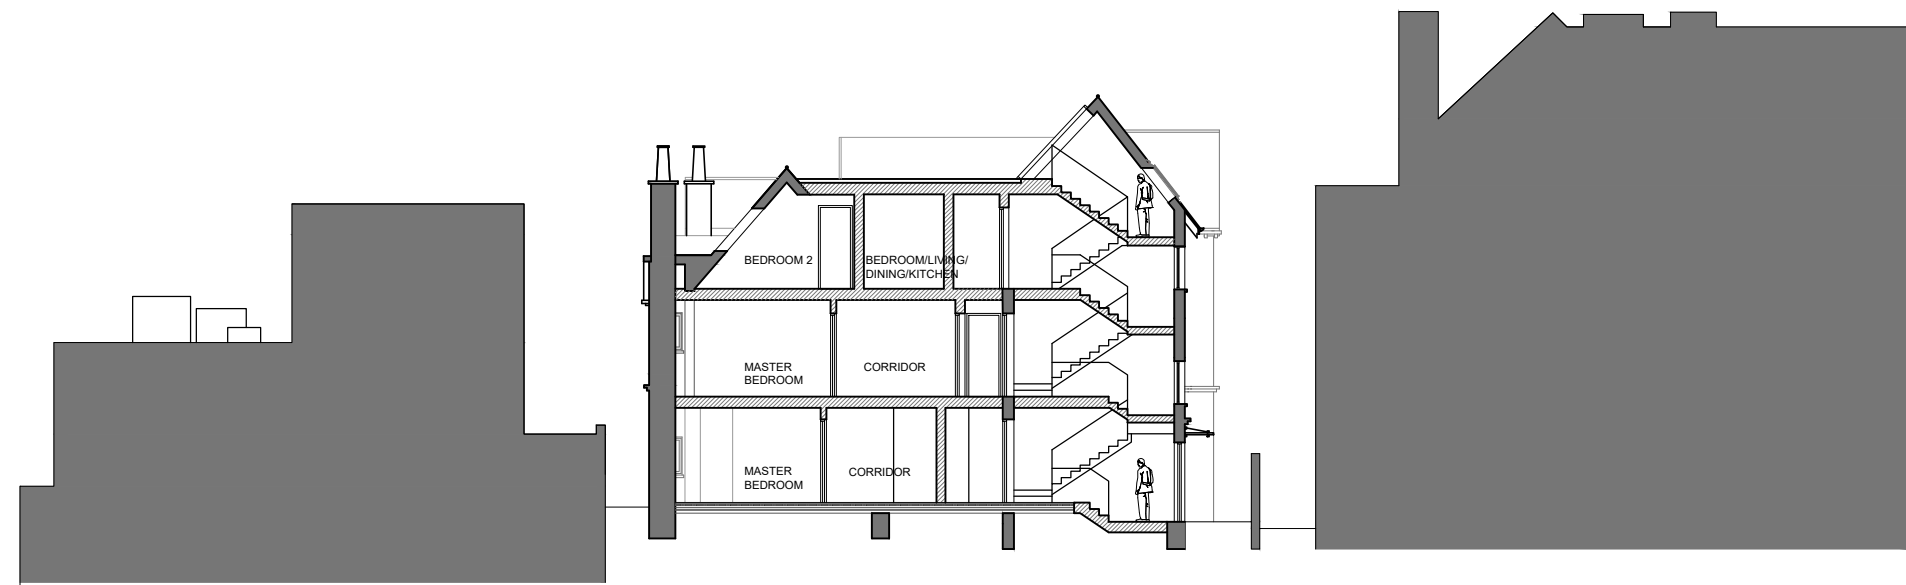 BEDROOM 2
BEDROOM/LIVING/
DINING/KITCHEN
MASTER
BEDROOM
CORRIDOR
MASTER
BEDROOM
CORRIDOR